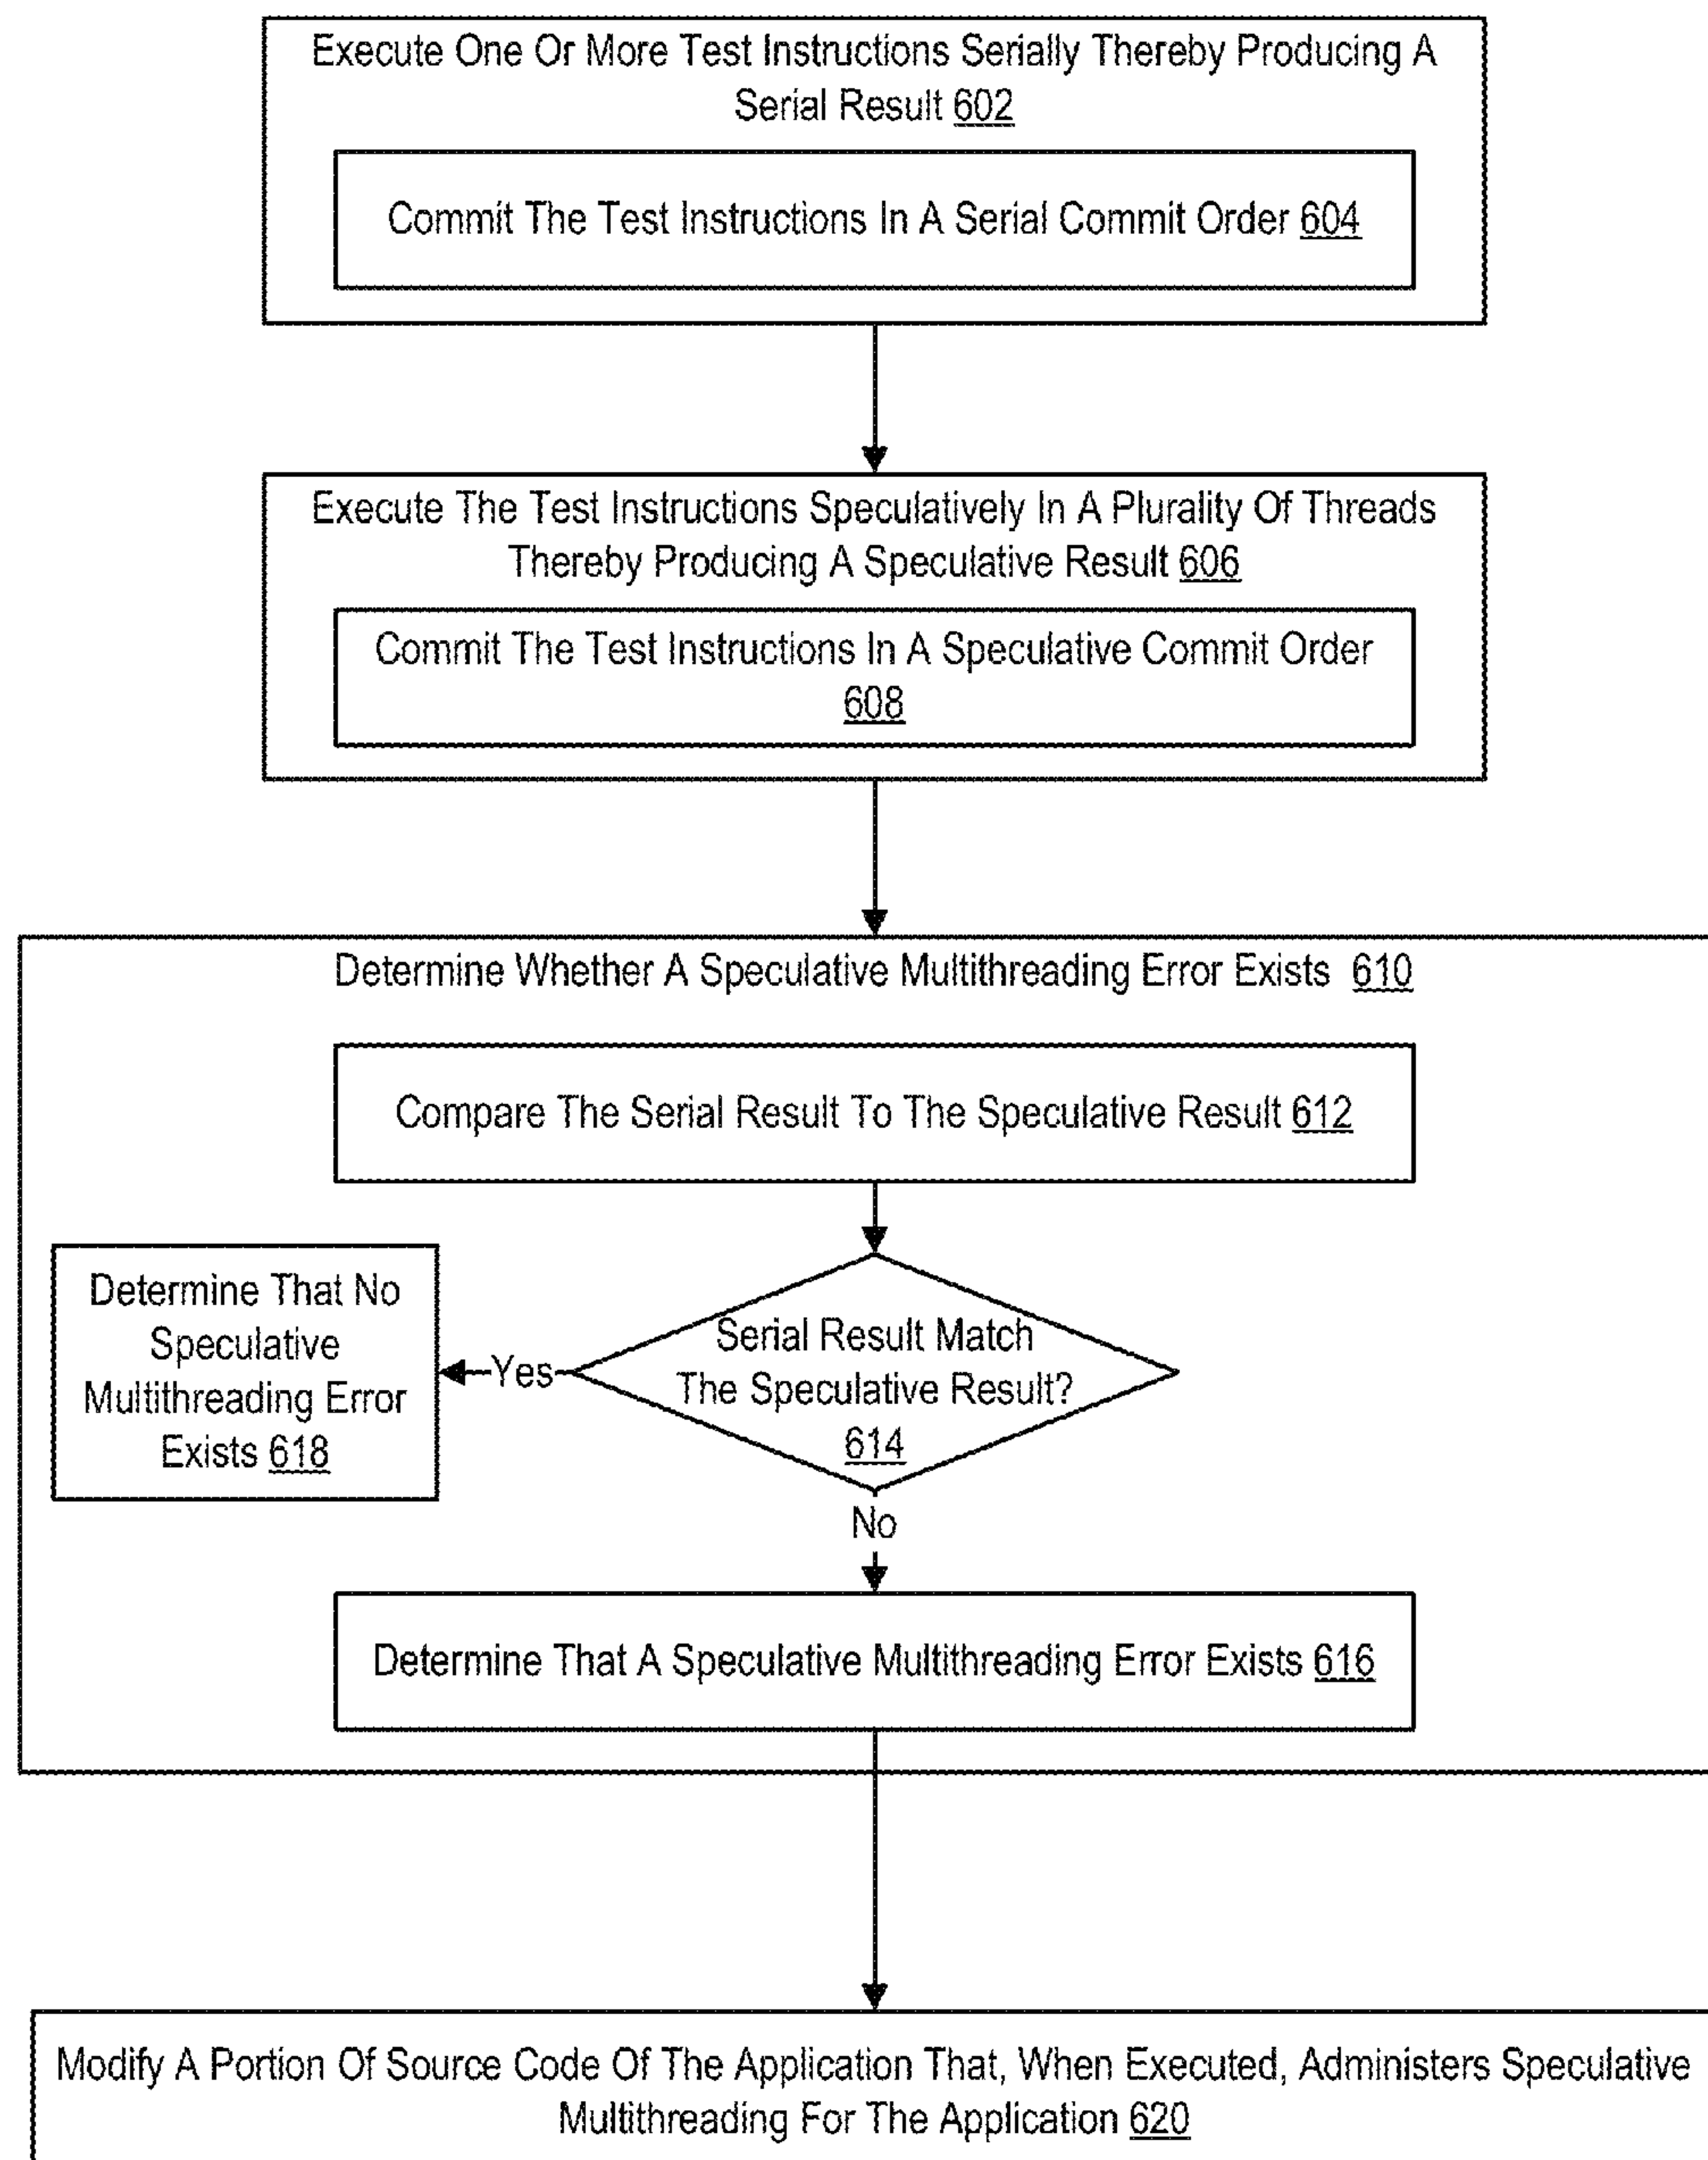 Execute One Or More Test Instructions Serially Thereby Producing A
Serial Result 602
Commit The Test Instructions In A Serial Commit Order 604
Execute The Test Instructions Speculatively In A Plurality Of Threads
Thereby Producing A Speculative Result 606
Commit The Test Instructions In A Speculative Commit Order
608
Determine Whether A Speculative Multithreading Error Exists 610
Compare The Serial Result To The Speculative Result 612
Serial Result Match
The Speculative Result?
614
Yes
Determine That No
Speculative
Multithreading Error
Exists 618
No
Determine That A Speculative Multithreading Error Exists 616
Modify A Portion Of Source Code Of The Application That, When Executed, Administers Speculative
Multithreading For The Application 620